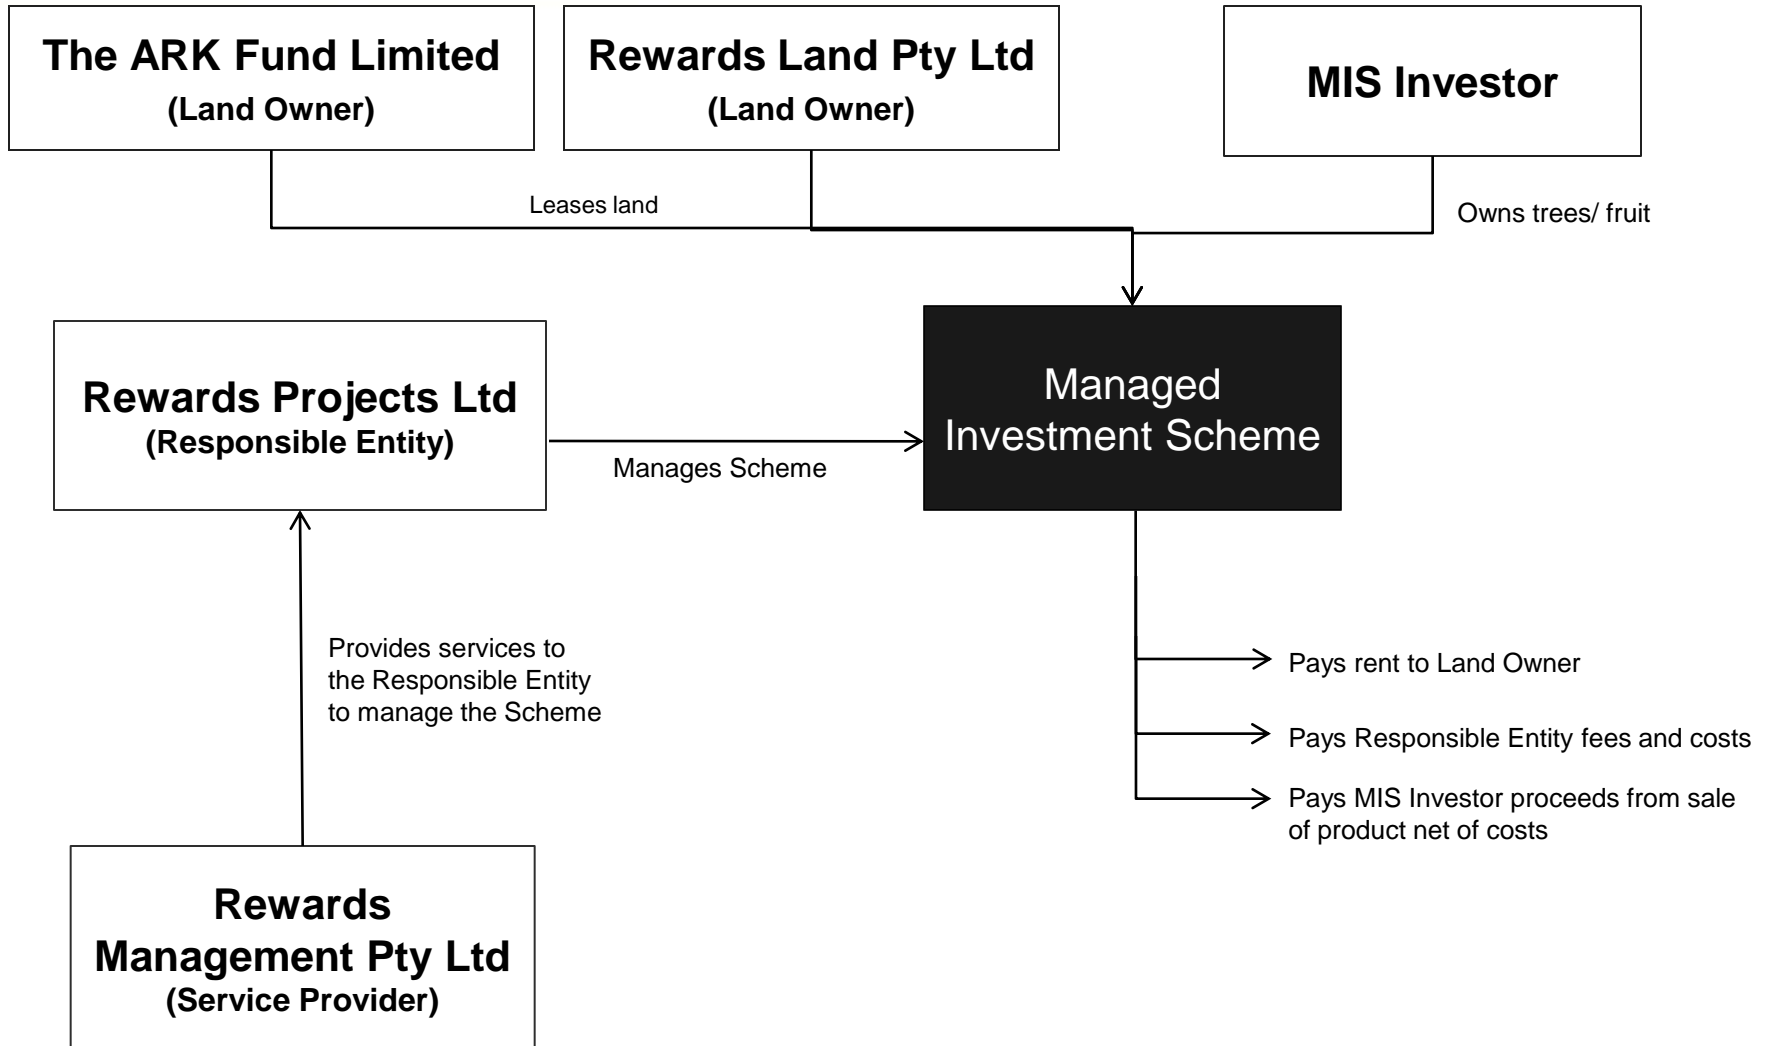 The ARK Fund Limited
(Land Owner)
Rewards Land Pty Ltd
(Land Owner)
MIS Investor
Leases land
Owns trees/ fruit
Rewards Projects Ltd
(Responsible Entity)
Manages Scheme
Managed
Investment Scheme
Provides services to
the Responsible Entity
to manage the Scheme
Pays rent to Land Owner
Pays Responsible Entity fees and costs
Pays MIS Investor proceeds from sale
of product net of costs
Rewards
Management Pty Ltd
(Service Provider)